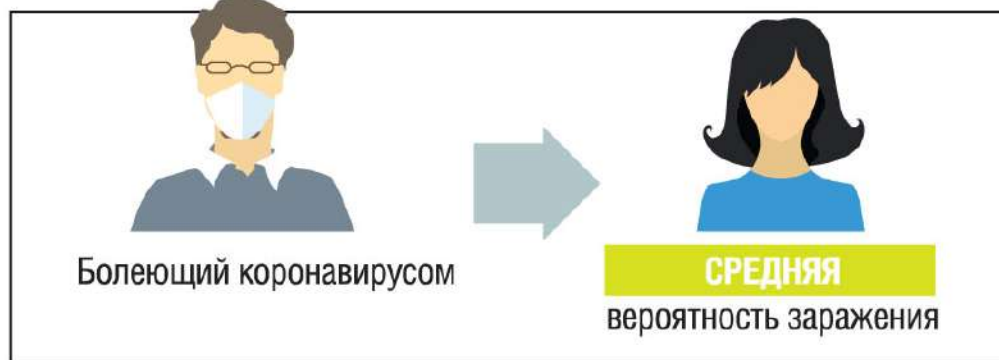 Болеющий коронавирусом
СРЕДНЯЯ
вероятность заражения